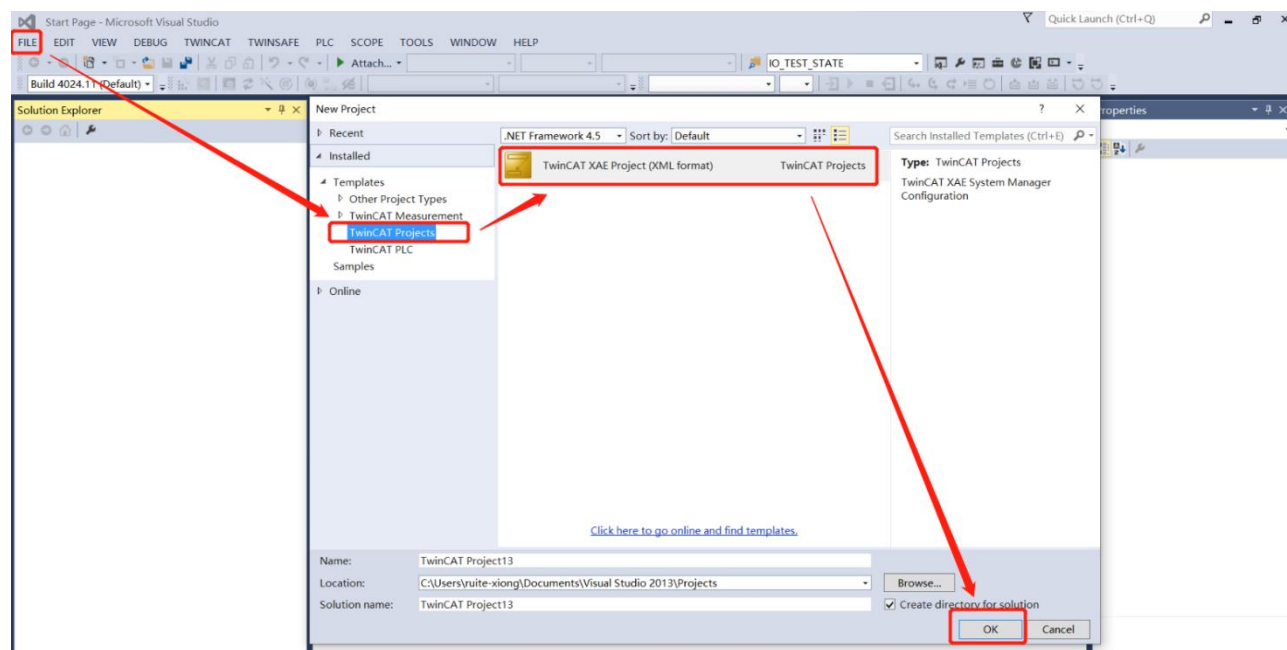 Start Page - Microsoft Visual Studio
Quick Launch (Ctrl+Q)
FILE EDIT VIEW DEBUG TWINCAT TWINSAFE PLC SCOPE TOOLS WINDOW HELP
Attach... IO_TEST_STATE
Build 4024.11 (Default)
Solution Explorer
New Project ? ×
roperties
Recent
.NET Framework 4.5 Sort by: Default
Search Installed Templates (Ctrl+E)
Installed
TwinCAT XAE Project (XML format) TwinCAT Projects
Type: TwinCAT Projects
TwinCAT XAE System Manager
Configuration
Templates
Other Project Types
TwinCAT Measurement
TwinCAT Projects
TwinCAT PLC
Samples
Online
Click here to go online and find templates.
Name: TwinCAT Project13
Location: C:\Users\ruite-xiong\Documents\Visual Studio 2013\Projects Browse...
Solution name: TwinCAT Project13 Create directory for solution
OK Cancel